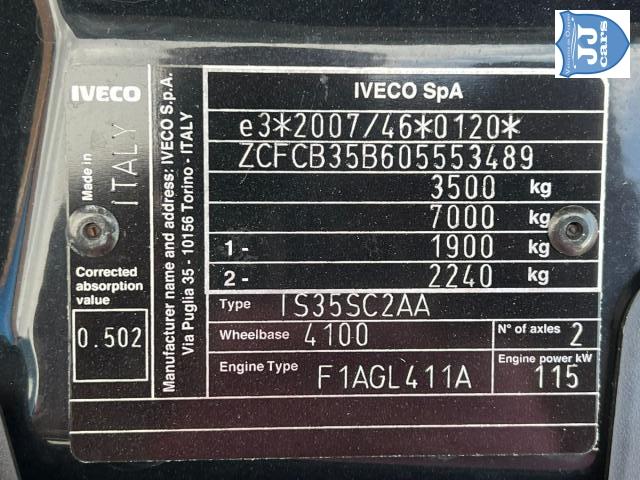 JJ
cars
IVECO
Made in
ITALY
Corrected
absorption
value
0.502
Manufacturer name and address: IVECO S.p.A.
Via Puglia 35 - 10156 Torino - ITALY
IVECO SpA
e3*2007/46*0120*
ZCFCB35B605553489
3500 kg
7000 kg
1- 1900 kg
2- 2240 kg
Type IS35SC2AA
Wheelbase 4100 N° of axles 2
Engine Type F1AGL411A Engine power kW 115